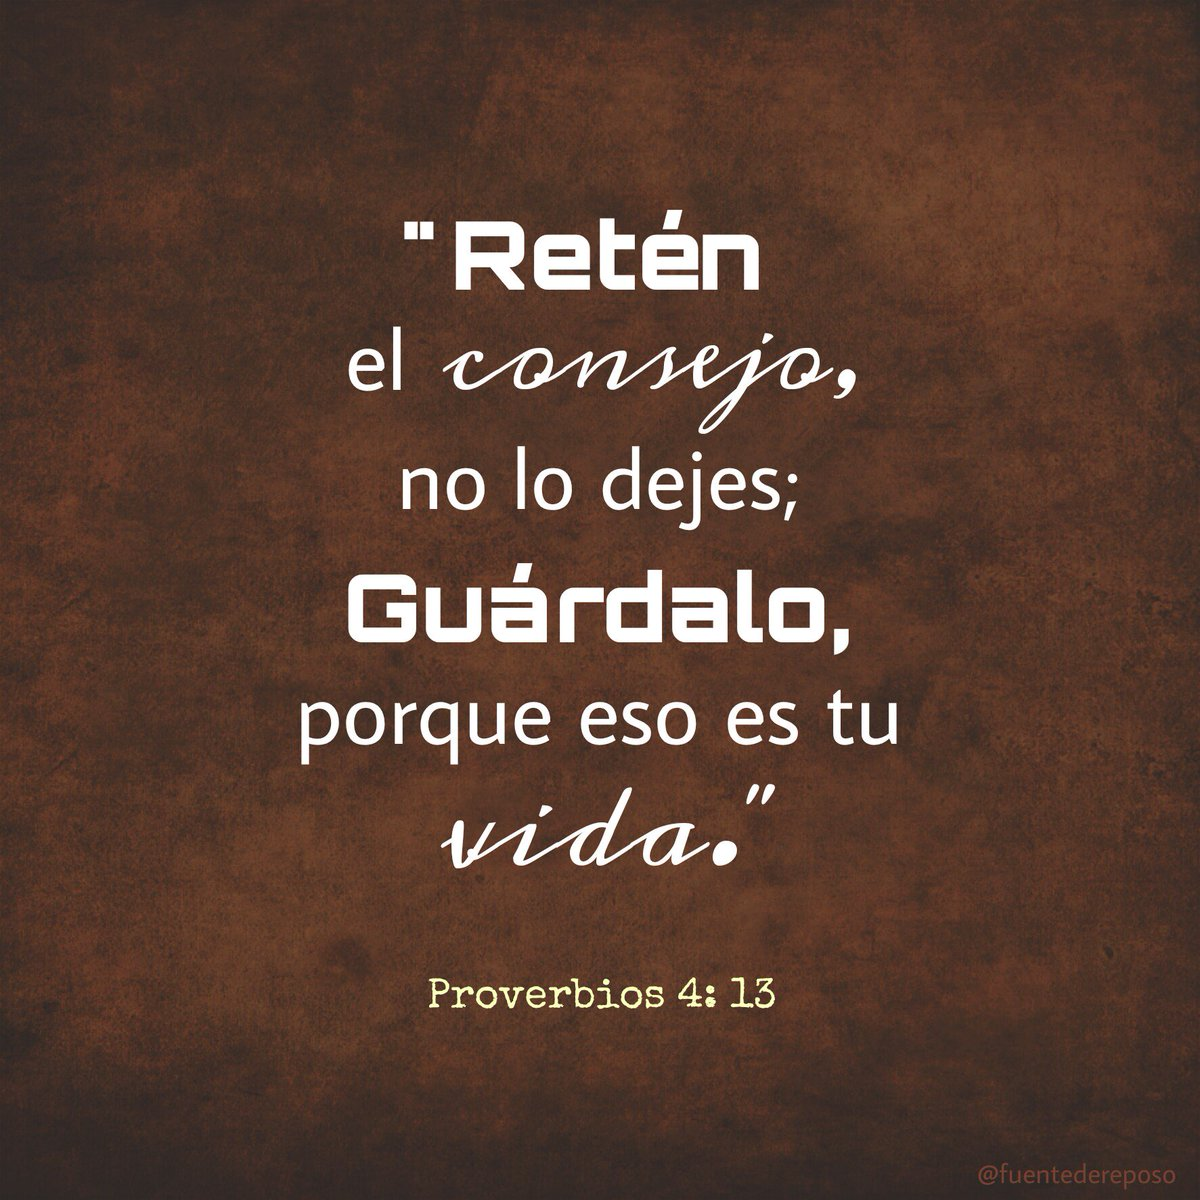 "Retén
el consejo,
no lo dejes;
Guárdalo,
porque eso es tu
vida."
Proverbios 4: 13
@fuentedereposo